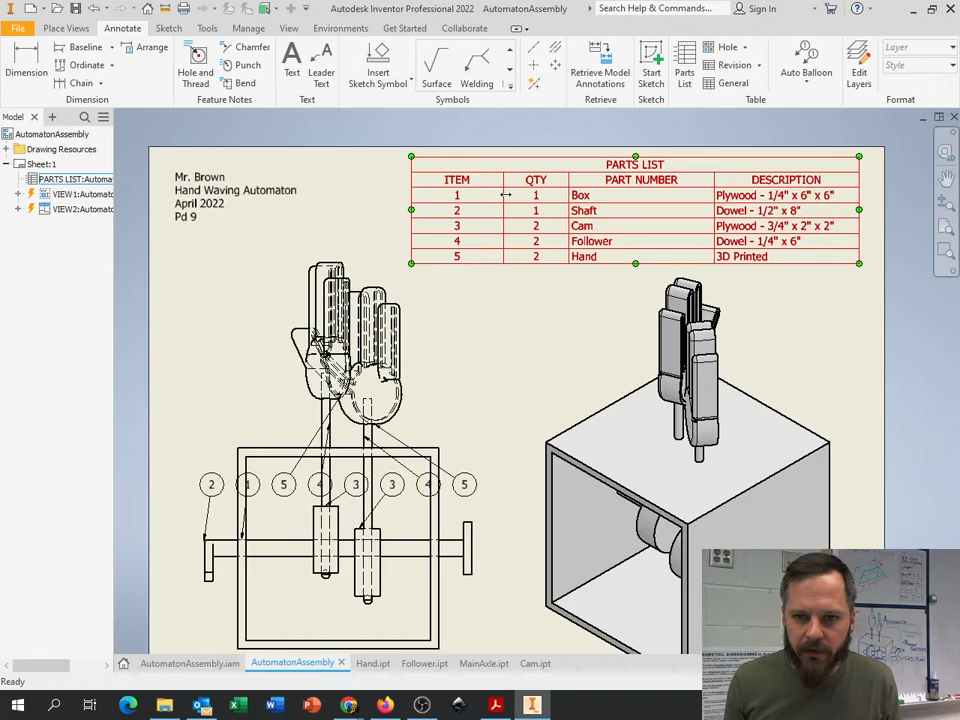 Autodesk Inventor Professional 2022 AutomatonAssembly
Search Help & Commands...
Sign In
File Place Views Annotate Sketch Tools Manage View Environments Get Started Collaborate
Dimension
Baseline
Ordinate
Chain
Arrange
Dimension
Hole and
Thread
Chamfer
Punch
Bend
Feature Notes
Text
Leader
Text
Text
Insert
Sketch Symbol
Surface
Welding
Symbols
Retrieve Model
Annotations
Retrieve
Start
Sketch
Sketch
Parts
List
Hole
Revision
General
Table
Auto Balloon
Edit
Layers
Layer
Style
Format
Model
AutomatonAssembly
Drawing Resources
Sheet:1
PARTS LIST:Automa
VIEW1:Automato
VIEW2:Automato
Mr. Brown
Hand Waving Automaton
April 2022
Pd 9
PARTS LIST
ITEM QTY PART NUMBER DESCRIPTION
1 1 Box Plywood - 1/4" x 6" x 6"
2 1 Shaft Dowel - 1/2" x 8"
3 2 Cam Plywood - 3/4" x 2" x 2"
4 2 Follower Dowel - 1/4" x 6"
5 2 Hand 3D Printed
2 1 5 4 3 3 4 5
AutomatonAssembly.iam AutomatonAssembly Hand.ipt Follower.ipt MainAxle.ipt Cam.ipt
Ready